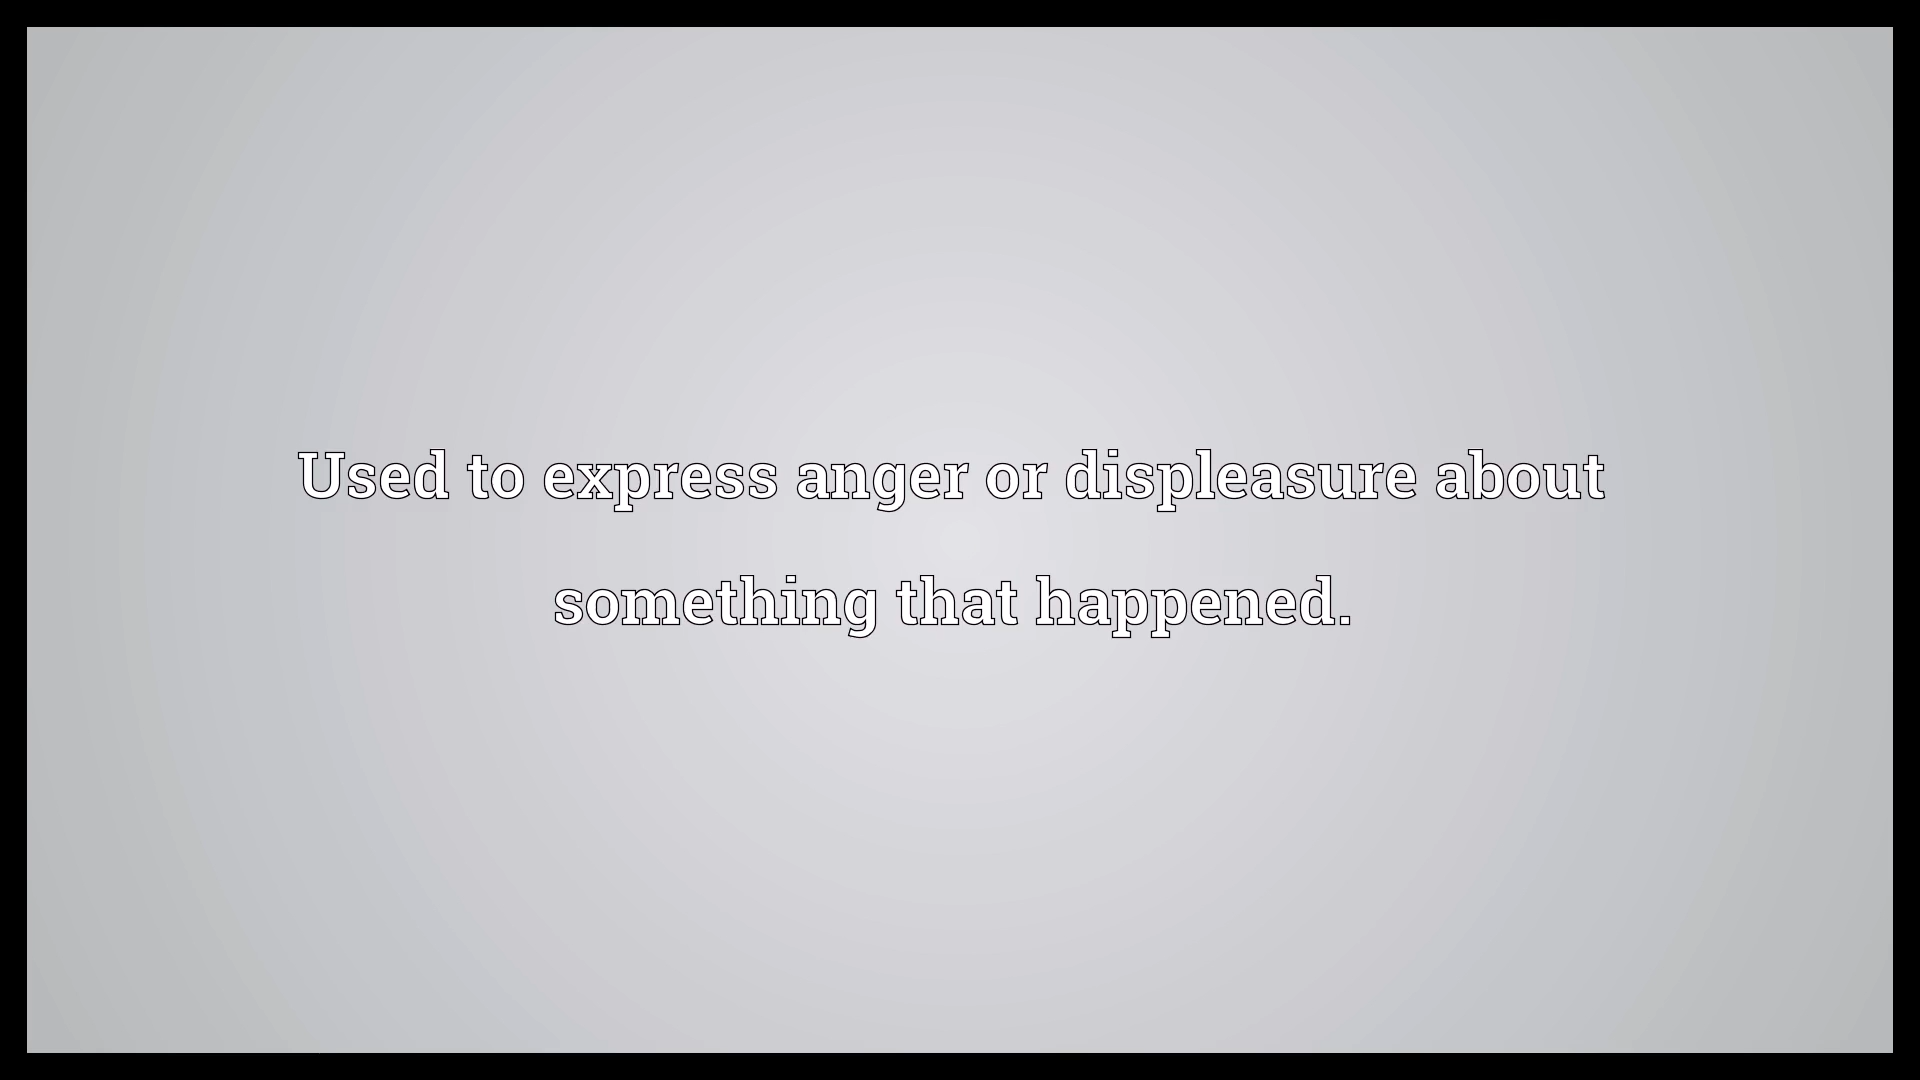 Used to express anger or displeasure about
something that happened.